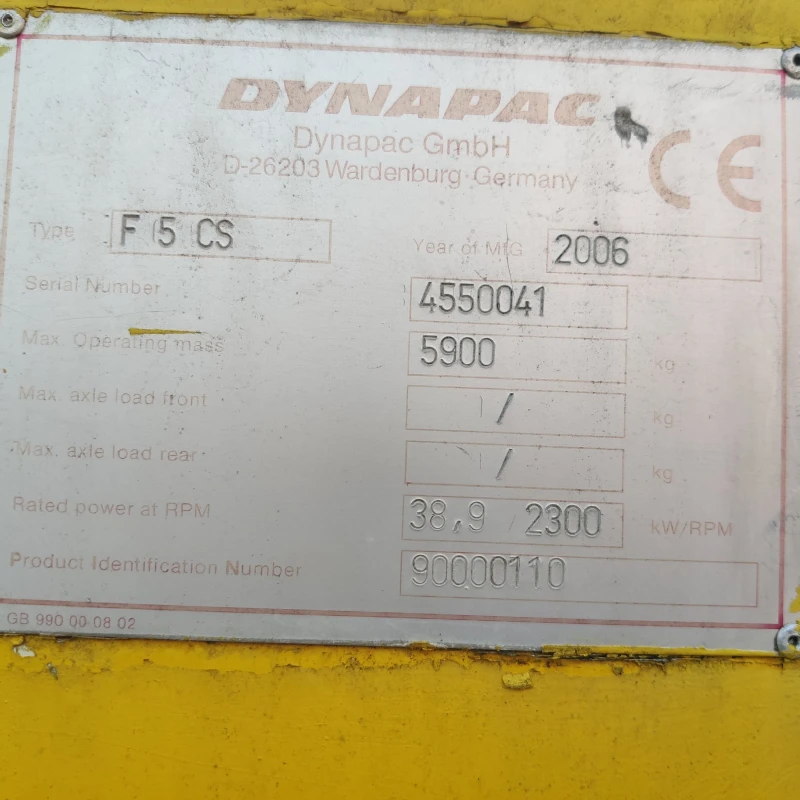 DYNAPAC
Dynapac GmbH
D-26203 Wardenburg-Germany
CE
Type F 5 CS
Year of MfG 2006
Serial Number 4550041
Max. Operating mass 5900 kg
Max. axle load front / kg
Max. axle load rear / kg
Rated power at RPM 38,9 2300 kW/RPM
Product Identification Number 90000110
GB 990 00 08 02